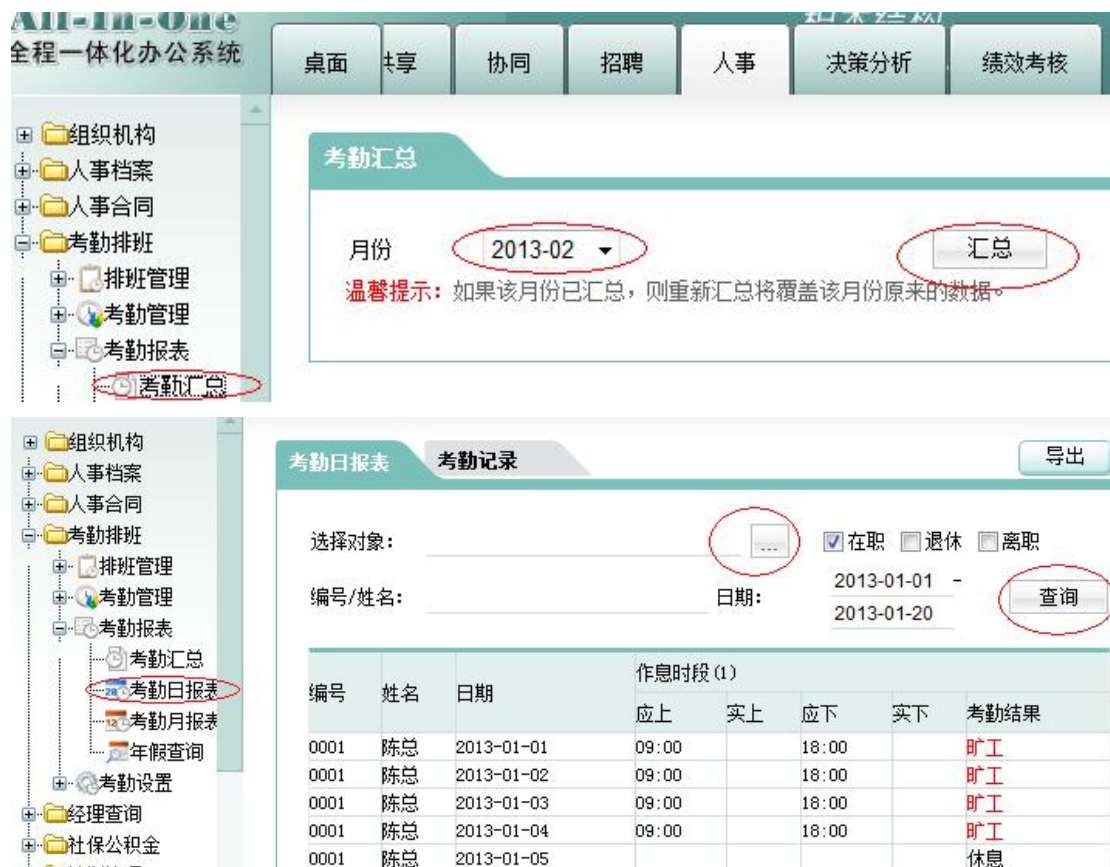 All-In-One
全程一体化办公系统
桌面 共享 协同 招聘 人事 决策分析 绩效考核
组织机构
人事档案
人事合同
考勤排班
排班管理
考勤管理
考勤报表
考勤汇总
考勤汇总
月份 2013-02 汇总
温馨提示：如果该月份已汇总，则重新汇总将覆盖该月份原来的数据。
组织机构
人事档案
人事合同
考勤排班
排班管理
考勤管理
考勤报表
考勤汇总
考勤日报表
考勤月报表
年假查询
考勤设置
经理查询
社保公积金
考勤日报表 考勤记录 导出
选择对象： ... 在职 退休 离职
编号/姓名： 日期： 2013-01-01 - 查询
2013-01-20
编号 姓名 日期 作息时段(1)
应上 实上 应下 实下 考勤结果
0001 陈总 2013-01-01 09:00 18:00 旷工
0001 陈总 2013-01-02 09:00 18:00 旷工
0001 陈总 2013-01-03 09:00 18:00 旷工
0001 陈总 2013-01-04 09:00 18:00 旷工
0001 陈总 2013-01-05 休息